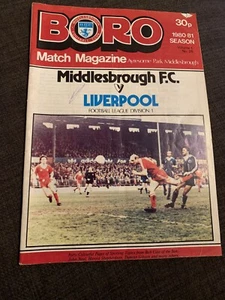 BORO
30p
1980/81
SEASON
Match Magazine Ayresome Park, Middlesbrough
Middlesbrough F.C.
v
LIVERPOOL
FOOTBALL LEAGUE DIVISION 1